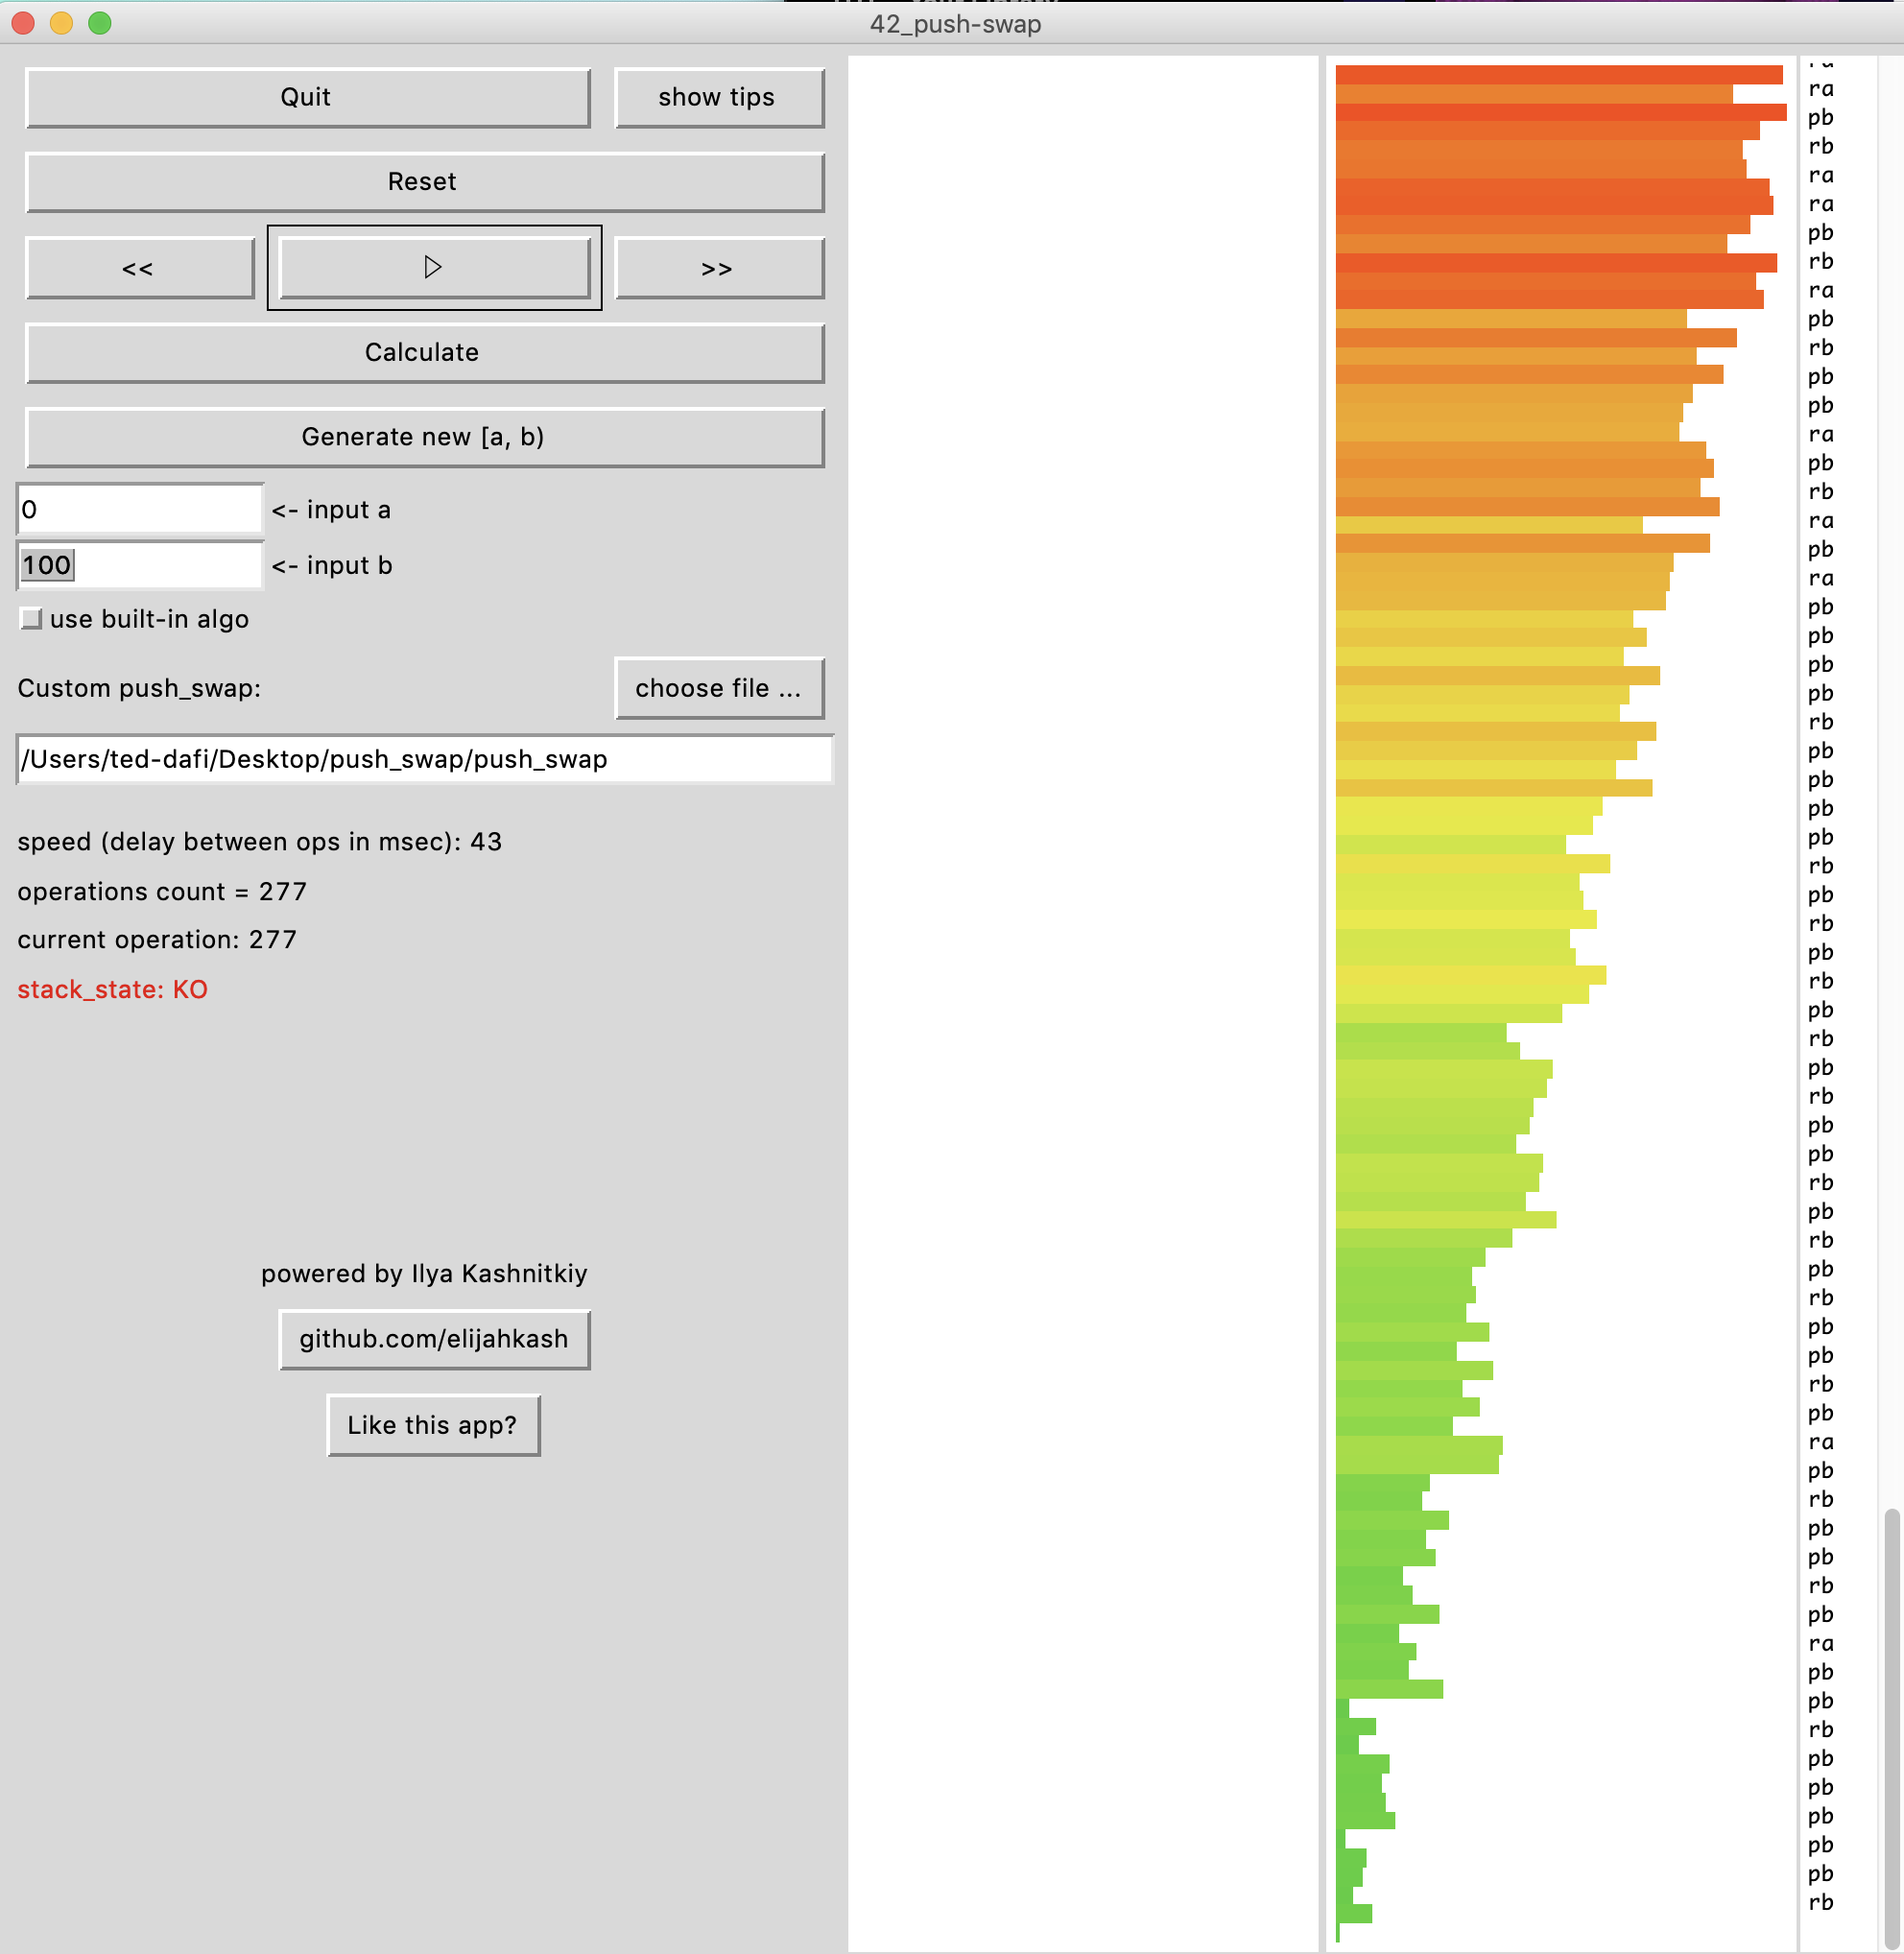 42_push-swap
Quit
show tips
Reset
<<
▷
>>
Calculate
Generate new [a, b)
0
<- input a
100
<- input b
use built-in algo
Custom push_swap:
choose file ...
/Users/ted-dafi/Desktop/push_swap/push_swap
speed (delay between ops in msec): 43
operations count = 277
current operation: 277
stack_state: KO
powered by Ilya Kashnitkiy
github.com/elijahkash
Like this app?
ra
pb
rb
ra
ra
pb
rb
ra
pb
rb
pb
pb
ra
pb
rb
ra
pb
ra
pb
pb
pb
pb
rb
pb
pb
pb
pb
rb
pb
rb
pb
rb
pb
rb
pb
rb
pb
pb
rb
pb
rb
pb
rb
pb
pb
rb
pb
ra
pb
rb
pb
pb
rb
pb
ra
pb
pb
rb
pb
pb
pb
pb
pb
rb